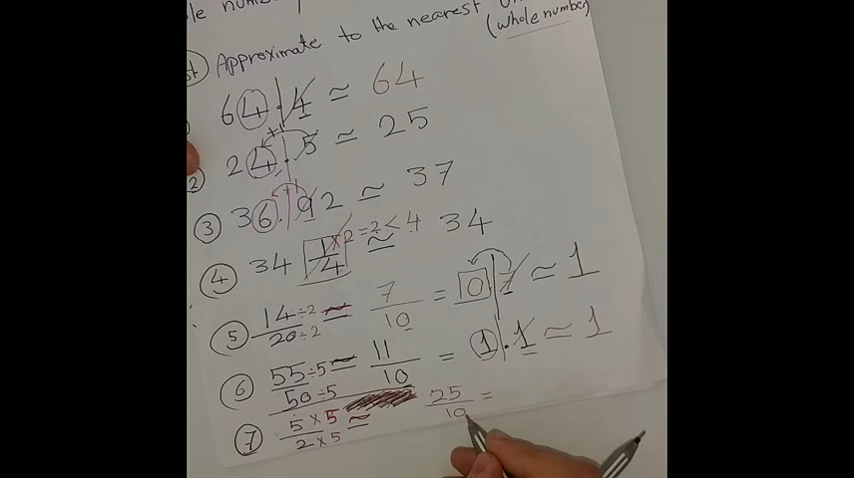 le number
Approximate to the nearest
(whole number)
64.4 ≃ 64
2 24.5 ≃ 25
3 36.92 ≃ 37
4 34 1/4 ×2=2<4 ≃ 34
5 14÷2/20÷2 = 7/10 = 0.7 ≃ 1
6 55÷5/50÷5 = 11/10 = 1.1 ≃ 1
7 5×5/2×5 ≃ 25/10 =